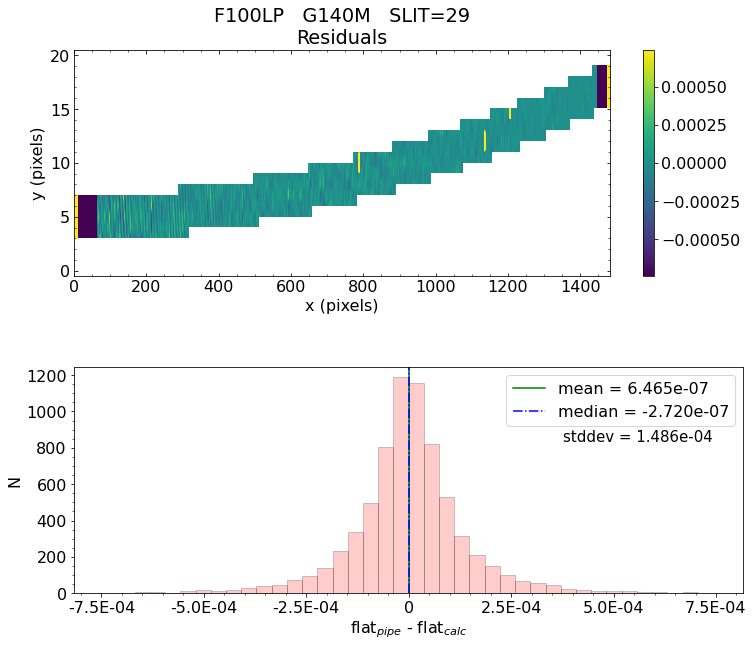 F100LP G140M SLIT=29
Residuals
20
15
10
5
0
y (pixels)
0 200 400 600 800 1000 1200 1400
x (pixels)
0.00050
0.00025
0.00000
−0.00025
−0.00050
1200
1000
800
600
400
200
0
N
mean = 6.465e-07
median = -2.720e-07
stddev = 1.486e-04
-7.5E-04 -5.0E-04 -2.5E-04 0 2.5E-04 5.0E-04 7.5E-04
flat_pipe - flat_calc